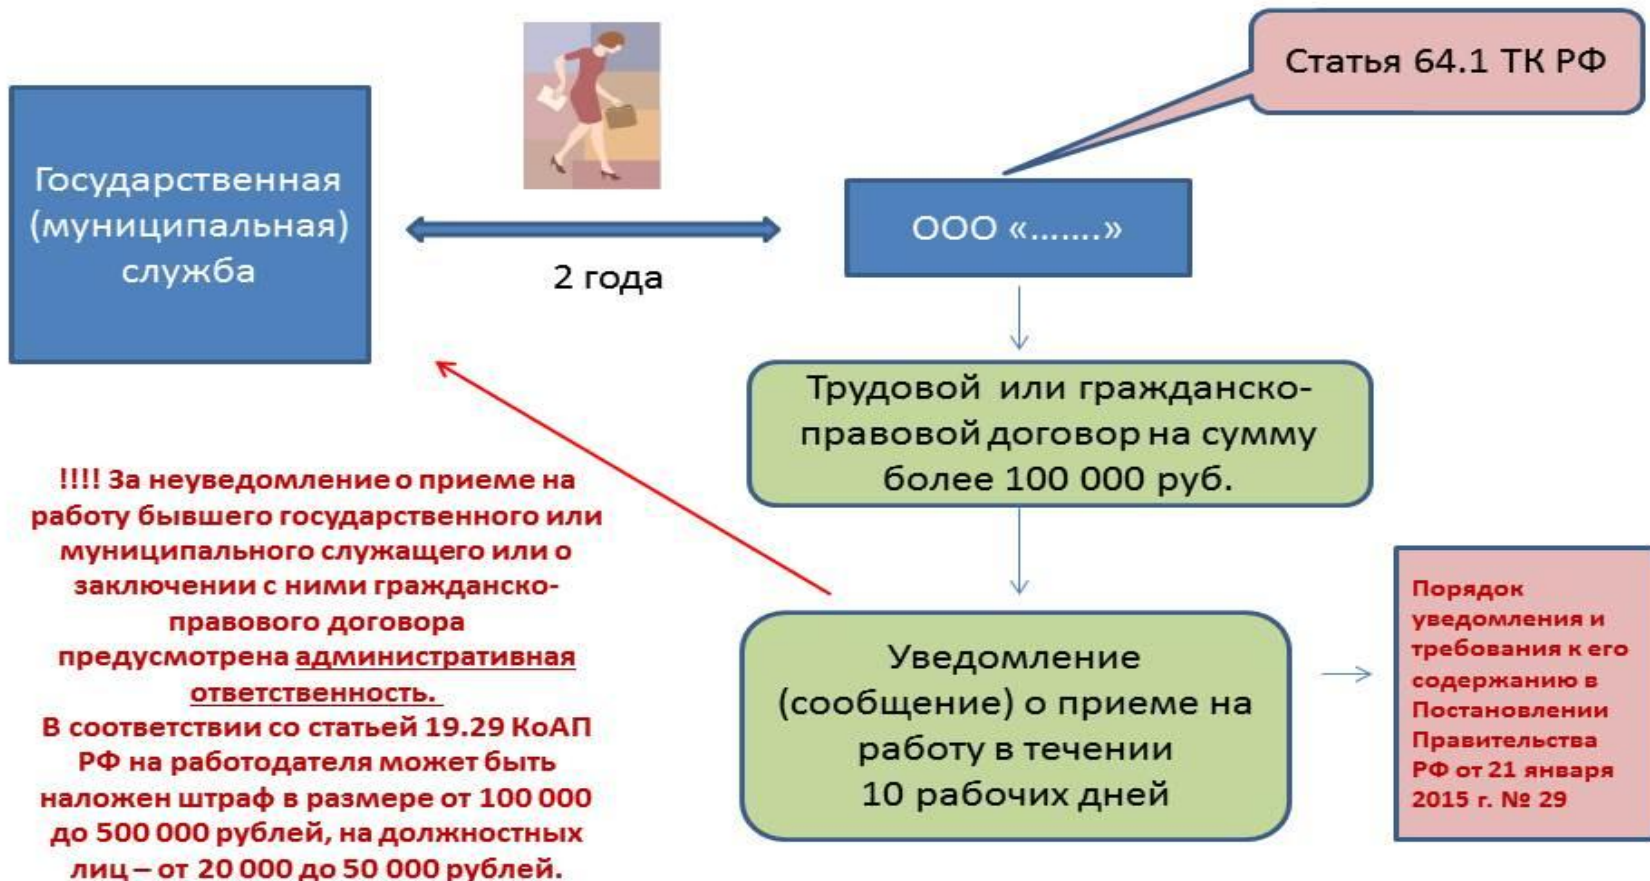 Статья 64.1 ТК РФ
Государственная
(муниципальная)
служба
2 года
ООО «.......»
Трудовой или гражданско-
правовой договор на сумму
более 100 000 руб.
!!!! За неуведомление о приеме на
работу бывшего государственного или
муниципального служащего или о
заключении с ними гражданско-
правового договора
предусмотрена административная
ответственность.
В соответствии со статьей 19.29 КоАП
РФ на работодателя может быть
наложен штраф в размере от 100 000
до 500 000 рублей, на должностных
лиц – от 20 000 до 50 000 рублей.
Уведомление
(сообщение) о приеме на
работу в течении
10 рабочих дней
Порядок
уведомления и
требования к его
содержанию в
Постановлении
Правительства
РФ от 21 января
2015 г. № 29